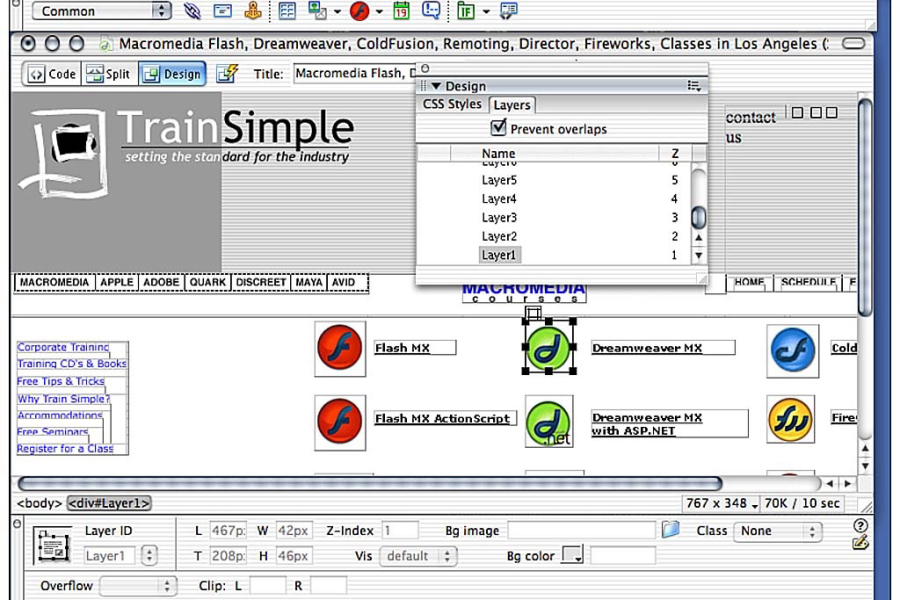 Common
19
Macromedia Flash, Dreamweaver, ColdFusion, Remoting, Director, Fireworks, Classes in Los Angeles (
Code Split Design Title: Macromedia Flash, D
Design
CSS Styles Layers
Prevent overlaps
Name Z
Layer6 6
Layer5 5
Layer4 4
Layer3 3
Layer2 2
Layer1 1
TrainSimple
setting the standard for the industry
contact
us
MACROMEDIA APPLE ADOBE QUARK DISCREET MAYA AVID
HOME SCHEDULE
MACROMEDIA
courses
Corporate Training
Training CD's & Books
Free Tips & Tricks
Why Train Simple?
Accommodations
Free Seminars
Register for a Class
Flash MX Dreamweaver MX Cold
Flash MX ActionScript Dreamweaver MX
with ASP.NET Fire
.net
<body> <div#Layer1> 767 x 348 70K / 10 sec
Layer ID L 467p W 42px Z-Index 1 Bg image Class None
Layer1 T 208p H 46px Vis default Bg color
Overflow Clip: L R